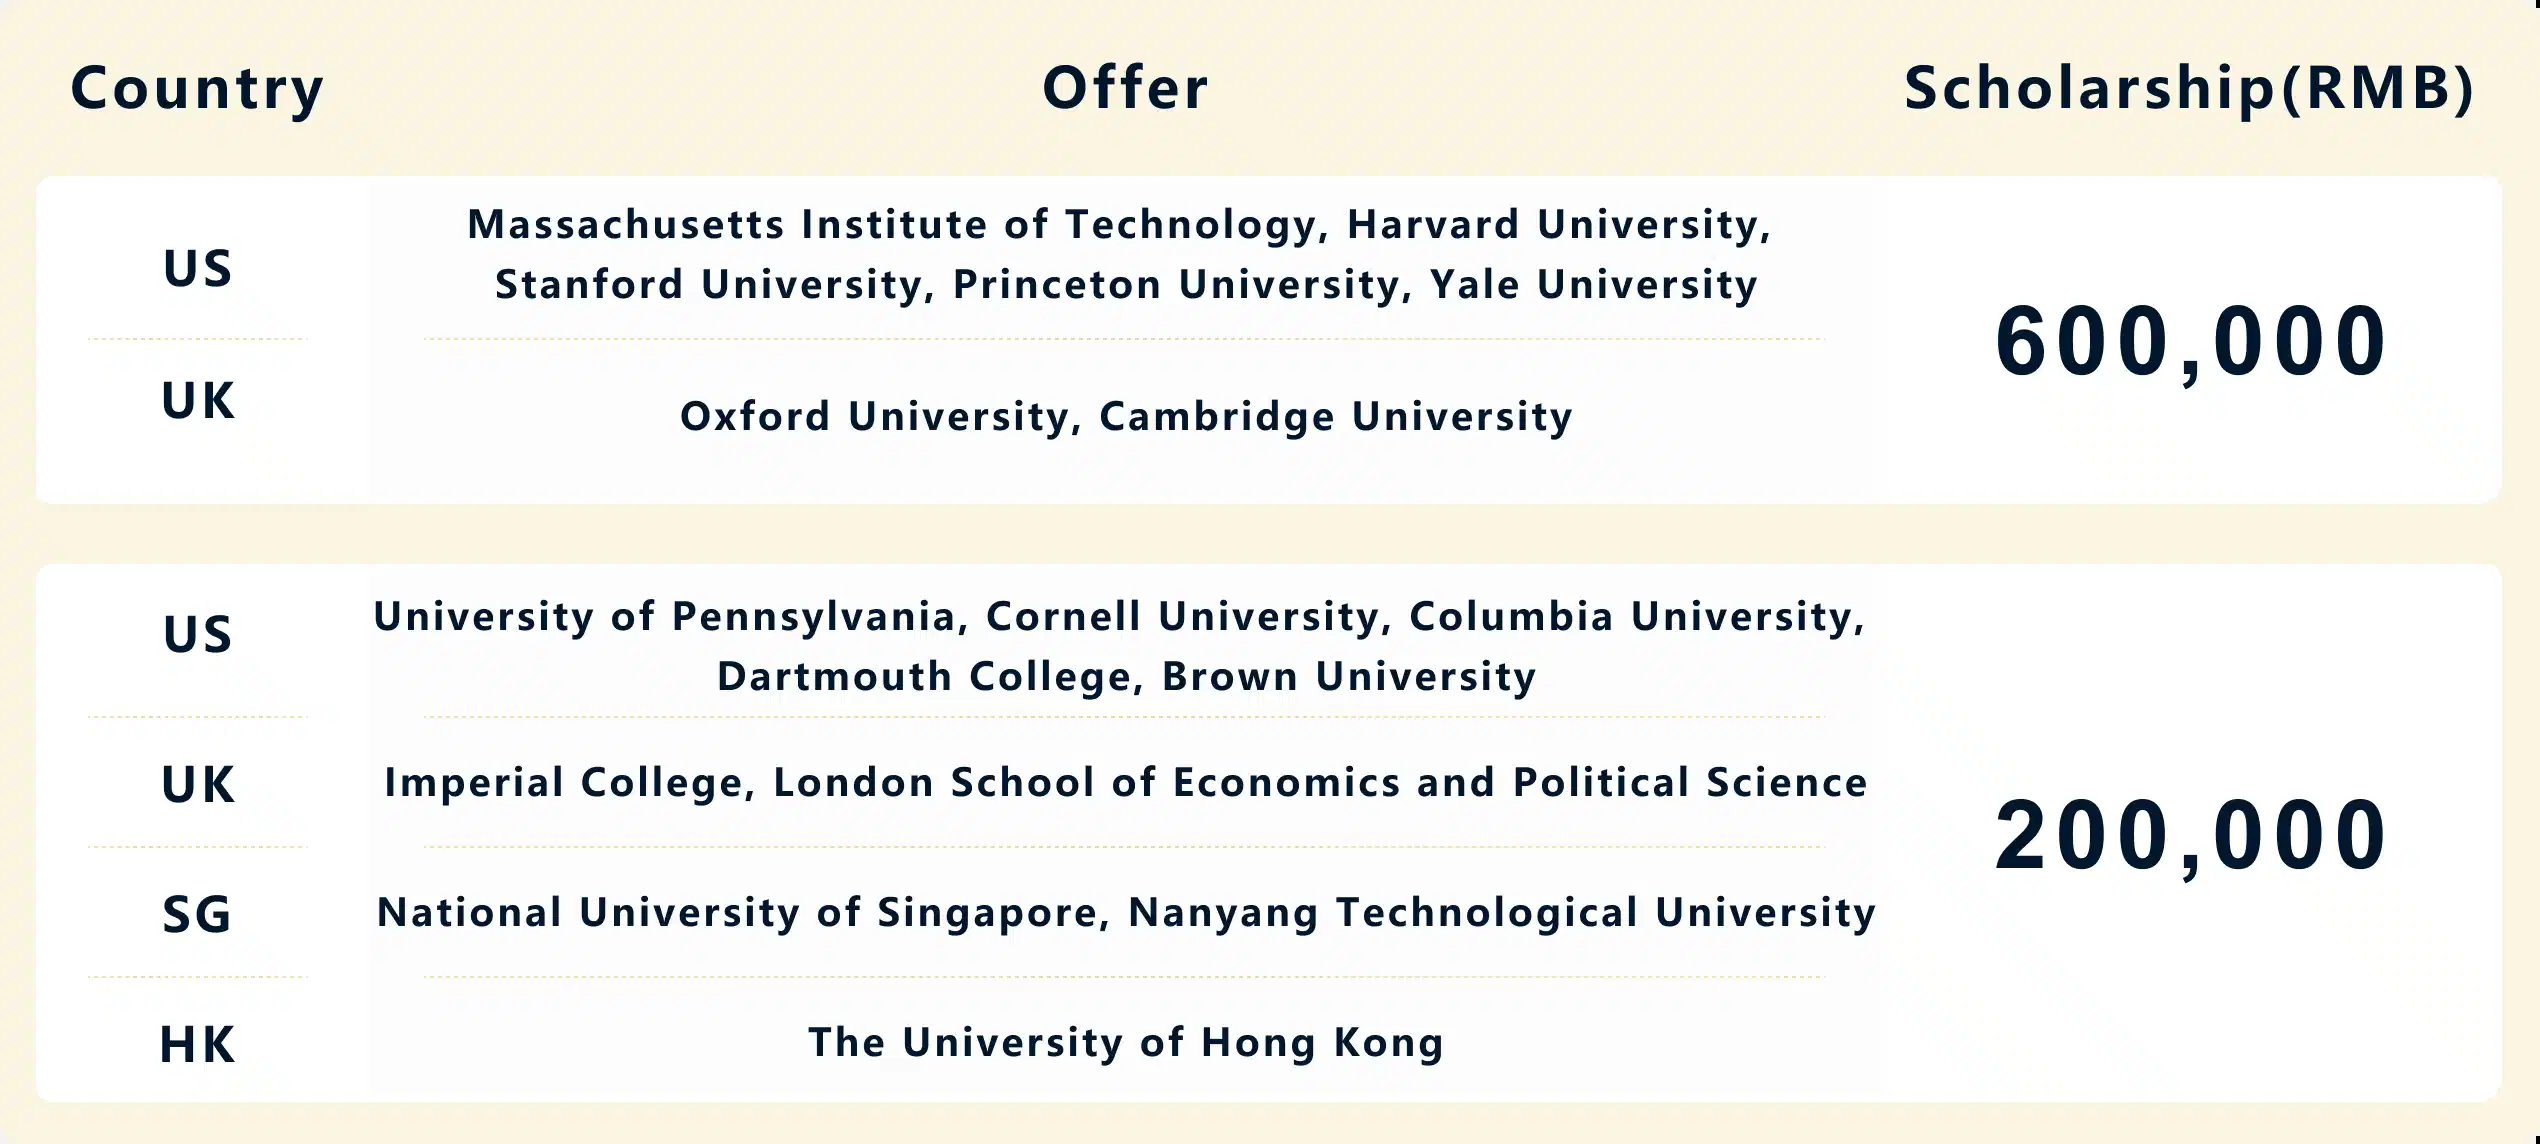 Country Offer Scholarship(RMB)
US
Massachusetts Institute of Technology, Harvard University,
Stanford University, Princeton University, Yale University
UK
Oxford University, Cambridge University
600,000
US
University of Pennsylvania, Cornell University, Columbia University,
Dartmouth College, Brown University
UK
Imperial College, London School of Economics and Political Science
SG
National University of Singapore, Nanyang Technological University
HK
The University of Hong Kong
200,000